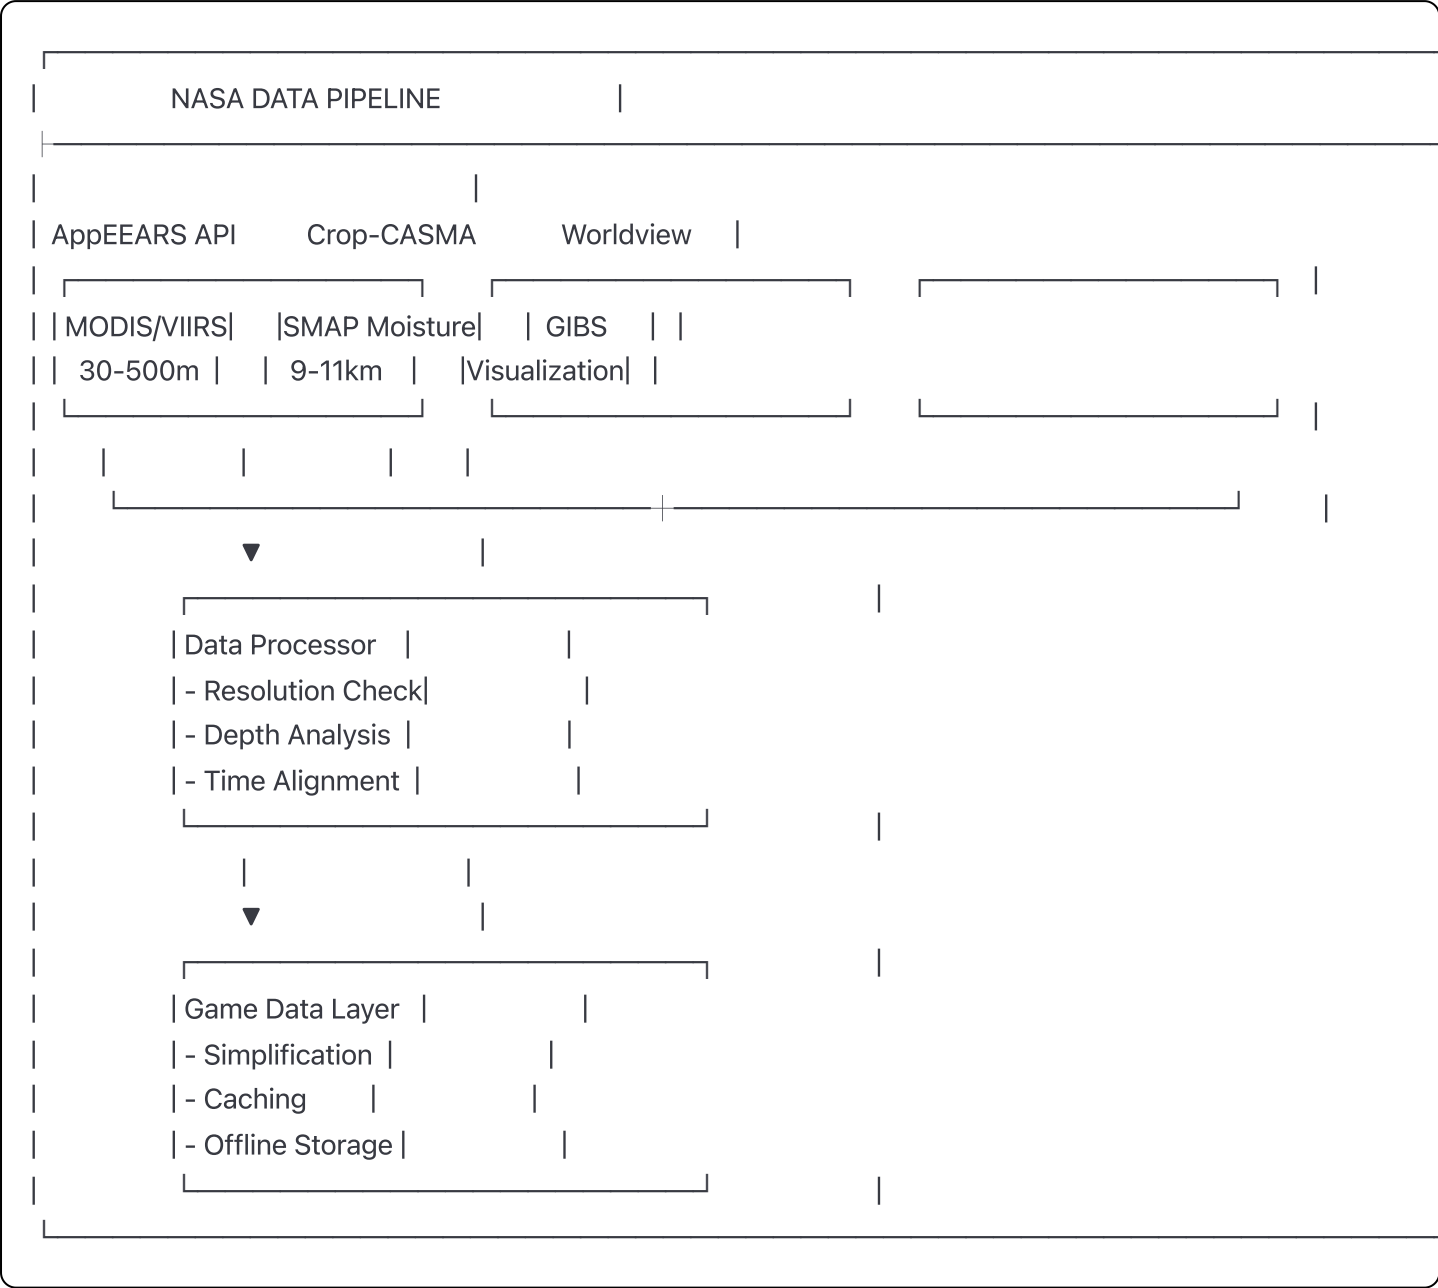 NASA DATA PIPELINE
AppEEARS API Crop-CASMA Worldview
MODIS/VIIRS SMAP Moisture GIBS
30-500m 9-11km Visualization
Data Processor
- Resolution Check
- Depth Analysis
- Time Alignment
Game Data Layer
- Simplification
- Caching
- Offline Storage